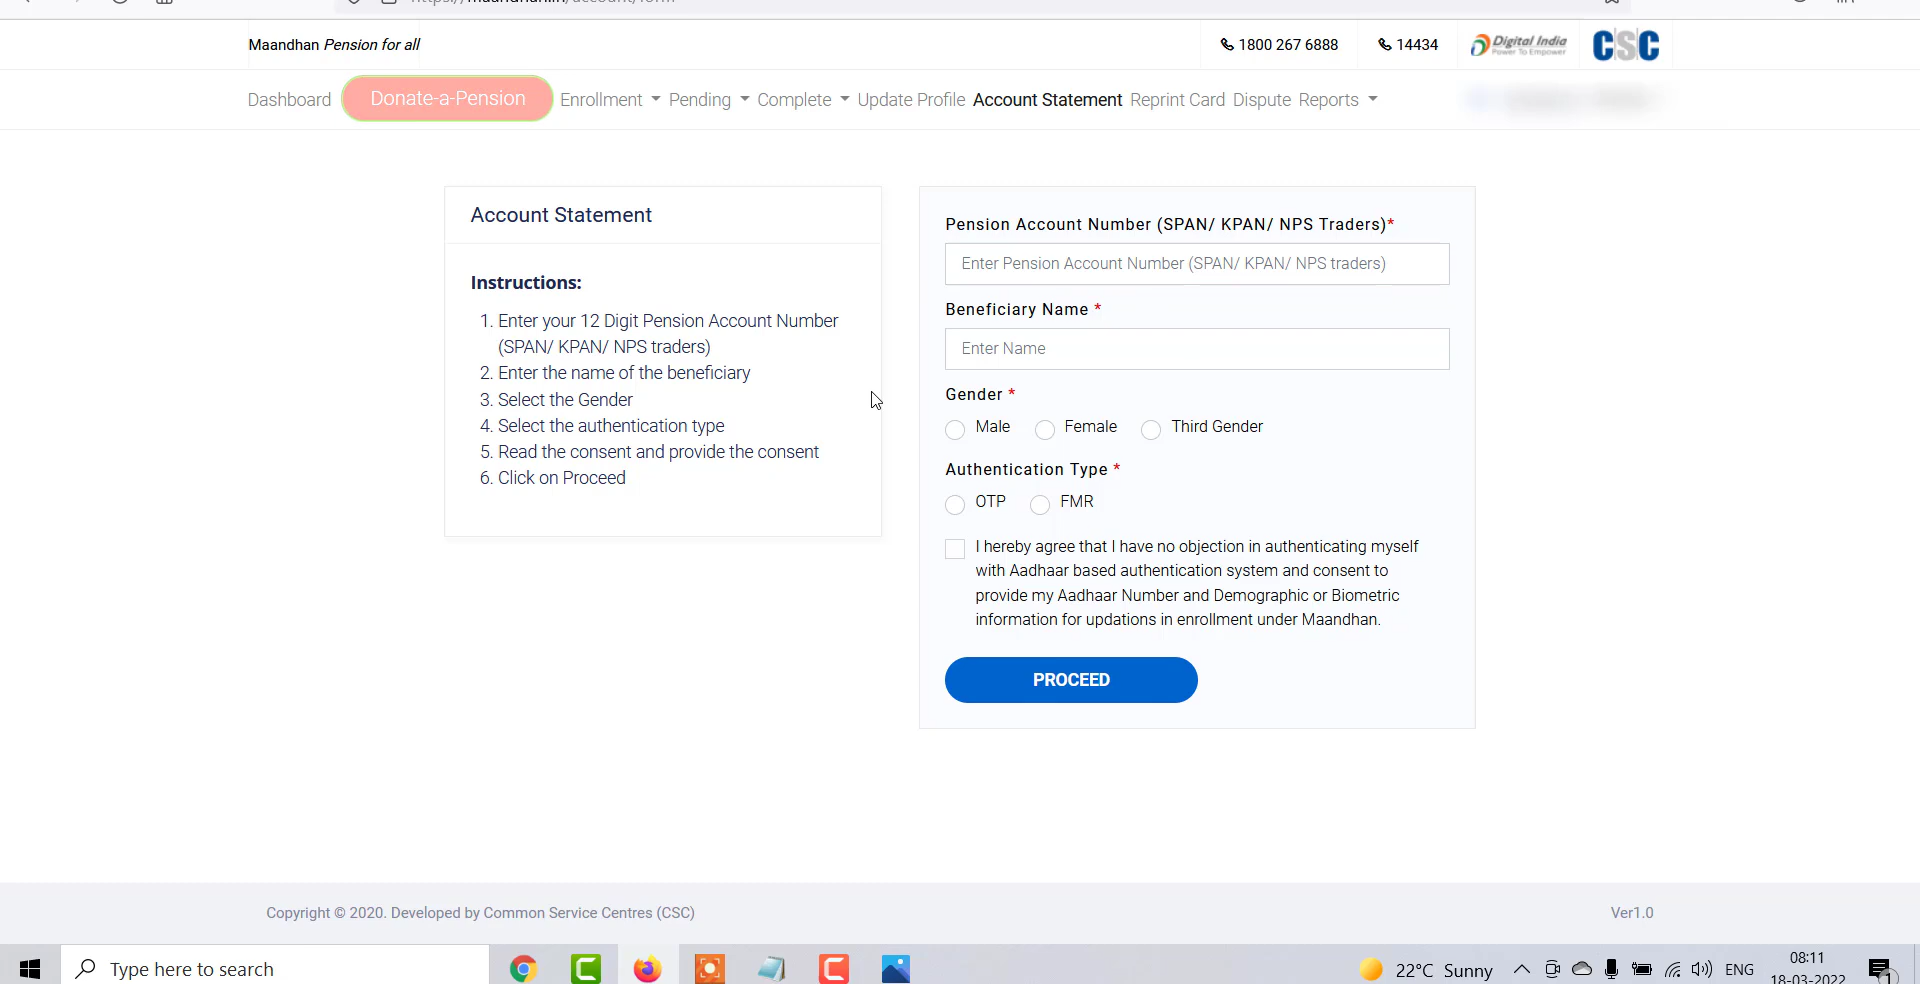 Maandhan Pension for all
1800 267 6888
14434
Digital India
Power To Empower
CSC
Dashboard
Donate-a-Pension
Enrollment
Pending
Complete
Update Profile
Account Statement
Reprint Card
Dispute
Reports
Account Statement
Instructions:
1. Enter your 12 Digit Pension Account Number
(SPAN/ KPAN/ NPS traders)
2. Enter the name of the beneficiary
3. Select the Gender
4. Select the authentication type
5. Read the consent and provide the consent
6. Click on Proceed
Pension Account Number (SPAN/ KPAN/ NPS Traders)*
Enter Pension Account Number (SPAN/ KPAN/ NPS traders)
Beneficiary Name *
Enter Name
Gender *
Male Female Third Gender
Authentication Type *
OTP FMR
I hereby agree that I have no objection in authenticating myself
with Aadhaar based authentication system and consent to
provide my Aadhaar Number and Demographic or Biometric
information for updations in enrollment under Maandhan.
PROCEED
Copyright © 2020. Developed by Common Service Centres (CSC)
Ver1.0
Type here to search
22°C Sunny
ENG
08:11
18-03-2022
1